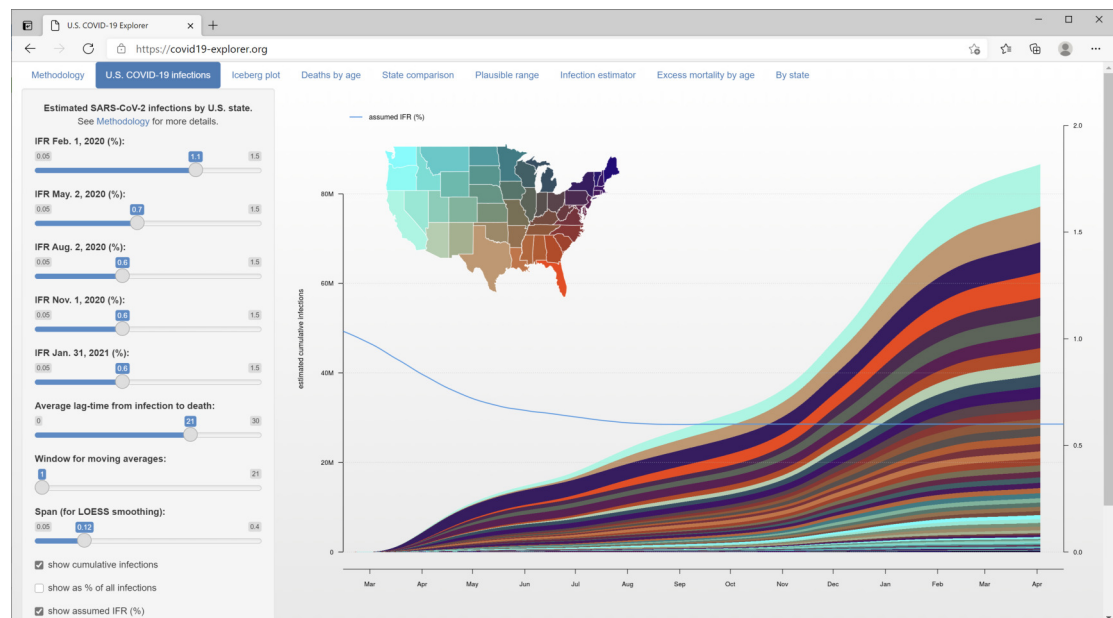 U.S. COVID-19 Explorer
https://covid19-explorer.org
Methodology
U.S. COVID-19 infections
Iceberg plot
Deaths by age
State comparison
Plausible range
Infection estimator
Excess mortality by age
By state
Estimated SARS-CoV-2 infections by U.S. state.
See Methodology for more details.
IFR Feb. 1, 2020 (%):
0.05 1.1 1.5
IFR May. 2, 2020 (%):
0.05 0.7 1.5
IFR Aug. 2, 2020 (%):
0.05 0.6 1.5
IFR Nov. 1, 2020 (%):
0.05 0.6 1.5
IFR Jan. 31, 2021 (%):
0.05 0.6 1.5
Average lag-time from infection to death:
0 21 30
Window for moving averages:
1 21
Span (for LOESS smoothing):
0.05 0.12 0.4
show cumulative infections
show as % of all infections
show assumed IFR (%)
assumed IFR (%)
estimated cumulative infections
80M
60M
40M
20M
0
2.0
1.5
1.0
0.5
0.0
Mar Apr May Jun Jul Aug Sep Oct Nov Dec Jan Feb Mar Apr